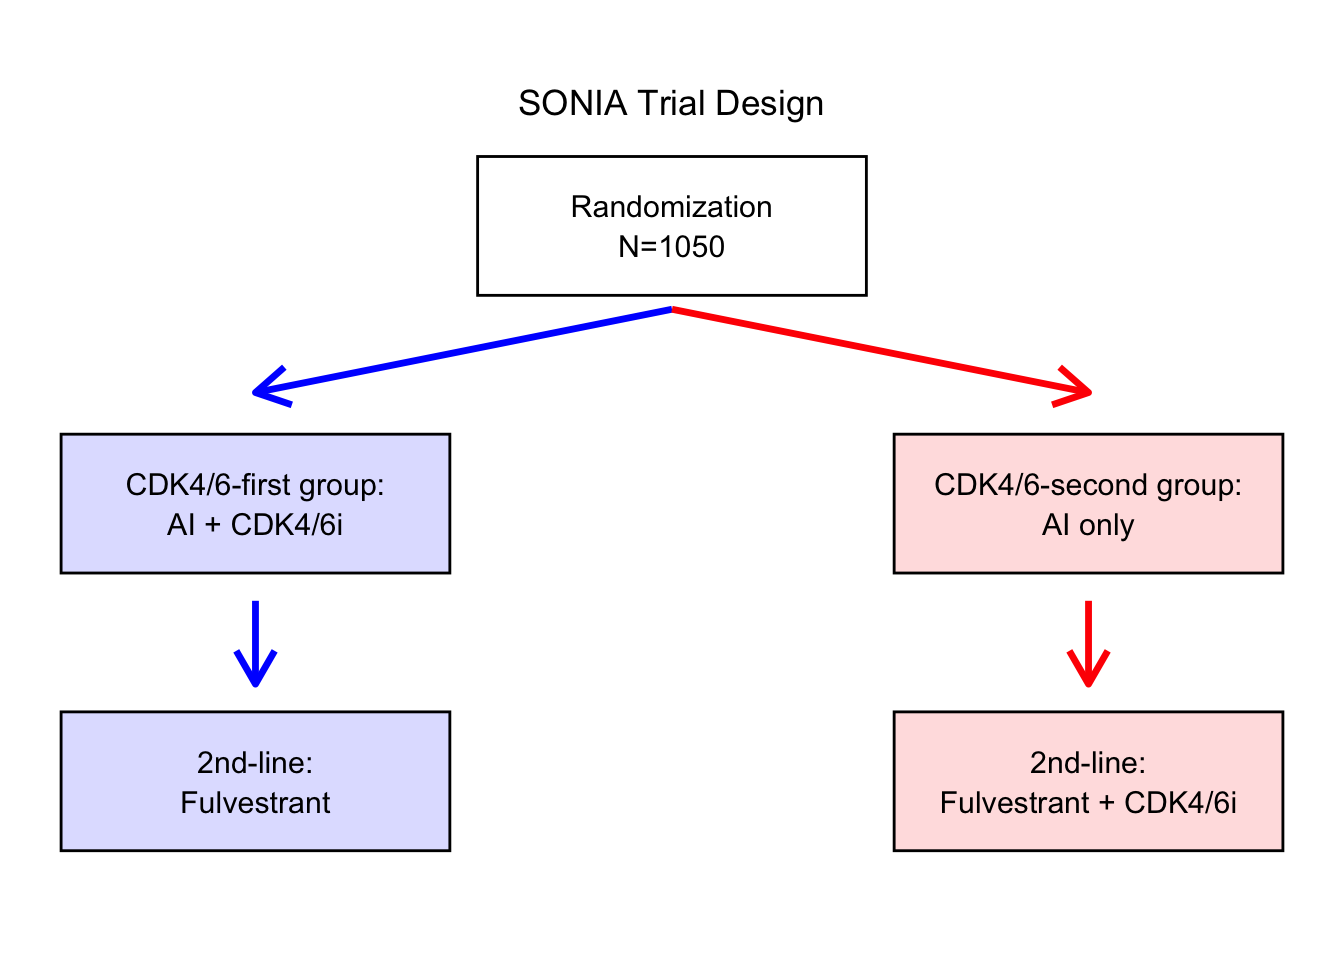 SONIA Trial Design
Randomization
N=1050
CDK4/6-first group:
AI + CDK4/6i
CDK4/6-second group:
AI only
2nd-line:
Fulvestrant
2nd-line:
Fulvestrant + CDK4/6i